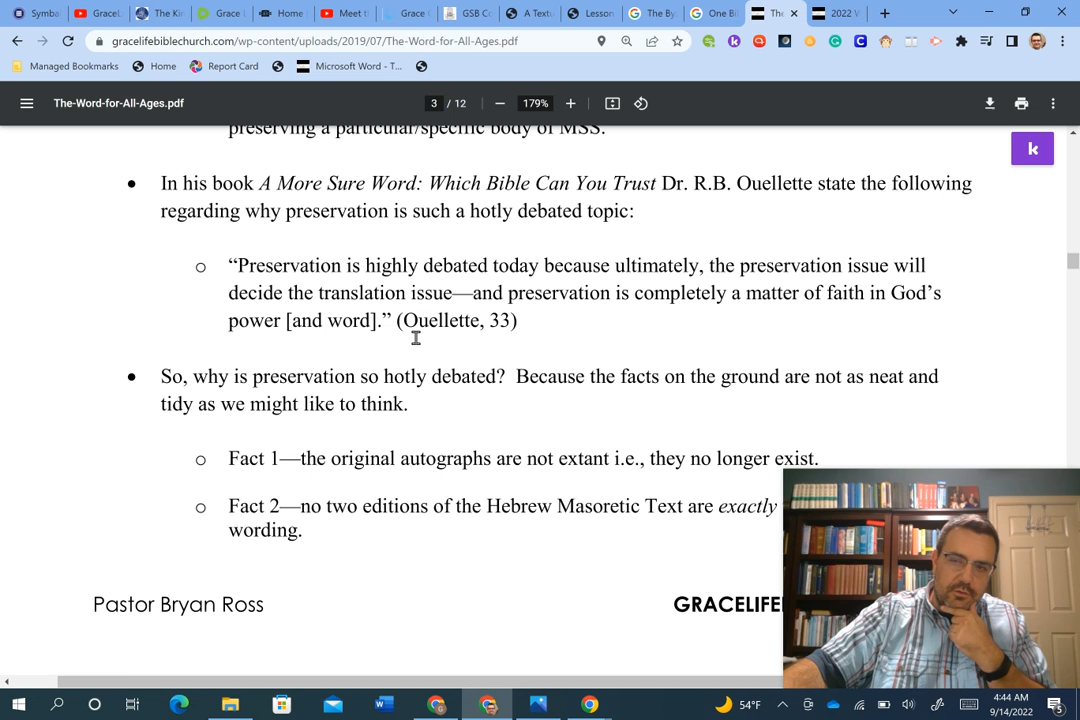 Symba
GraceL
The Kin
Grace
Home
Meet t
Grace
GSB Co
A Textu
Lesson
The By
One Bi
The
2022 W
gracelifebiblechurch.com/wp-content/uploads/2019/07/The-Word-for-All-Ages.pdf
Managed Bookmarks
Home
Report Card
Microsoft Word - T...
The-Word-for-All-Ages.pdf
3 / 12
179%
preserving a particular/specific body of MSS.
k
• In his book A More Sure Word: Which Bible Can You Trust Dr. R.B. Ouellette state the following
regarding why preservation is such a hotly debated topic:
o “Preservation is highly debated today because ultimately, the preservation issue will
decide the translation issue—and preservation is completely a matter of faith in God’s
power [and word].” (Ouellette, 33)
• So, why is preservation so hotly debated? Because the facts on the ground are not as neat and
tidy as we might like to think.
o Fact 1—the original autographs are not extant i.e., they no longer exist.
o Fact 2—no two editions of the Hebrew Masoretic Text are exactly
wording.
Pastor Bryan Ross
GRACELIFE
54°F
4:44 AM
9/14/2022
5